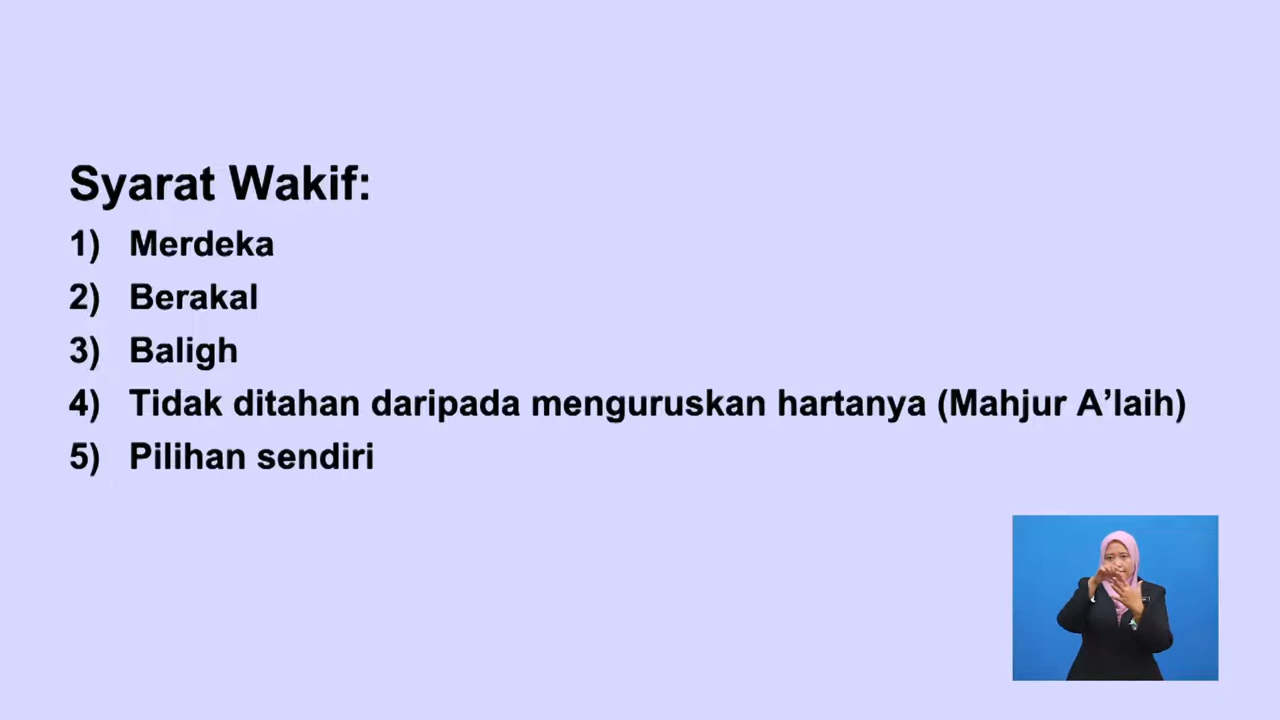 Syarat Wakif:
1) Merdeka
2) Berakal
3) Baligh
4) Tidak ditahan daripada menguruskan hartanya (Mahjur A’laih)
5) Pilihan sendiri